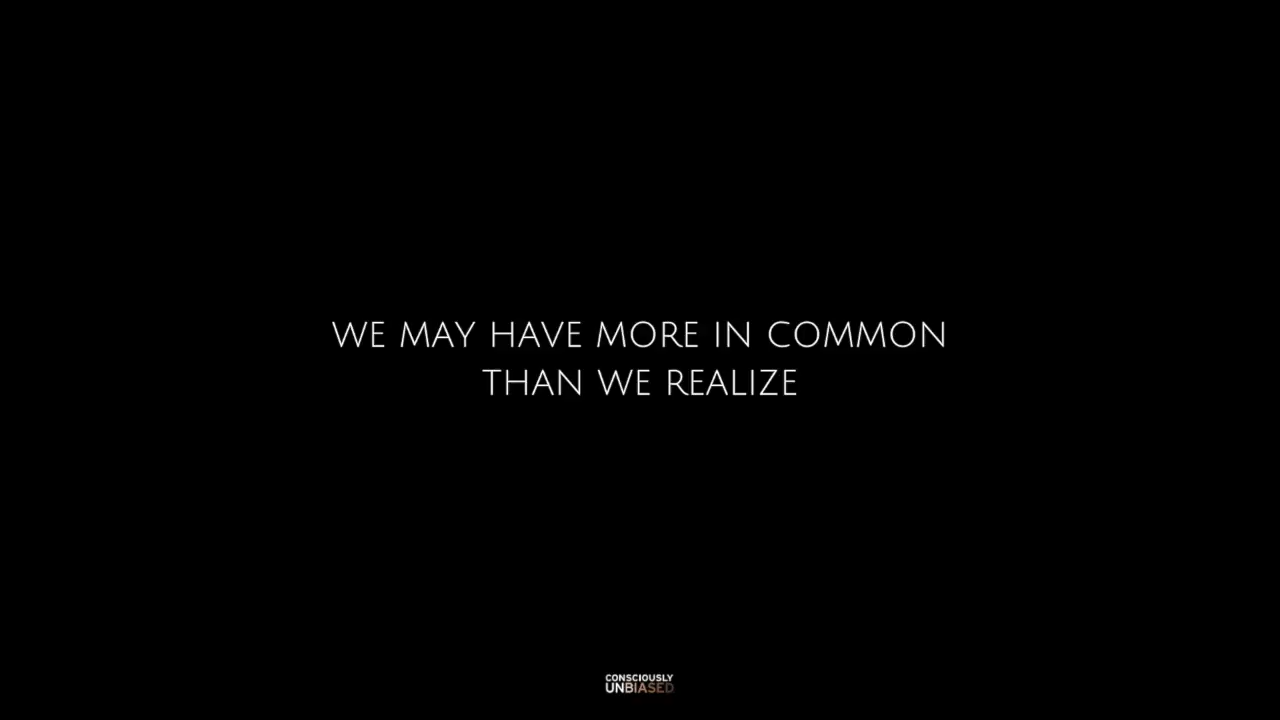 WE MAY HAVE MORE IN COMMON
THAN WE REALIZE
CONSCIOUSLY
UNBIASED